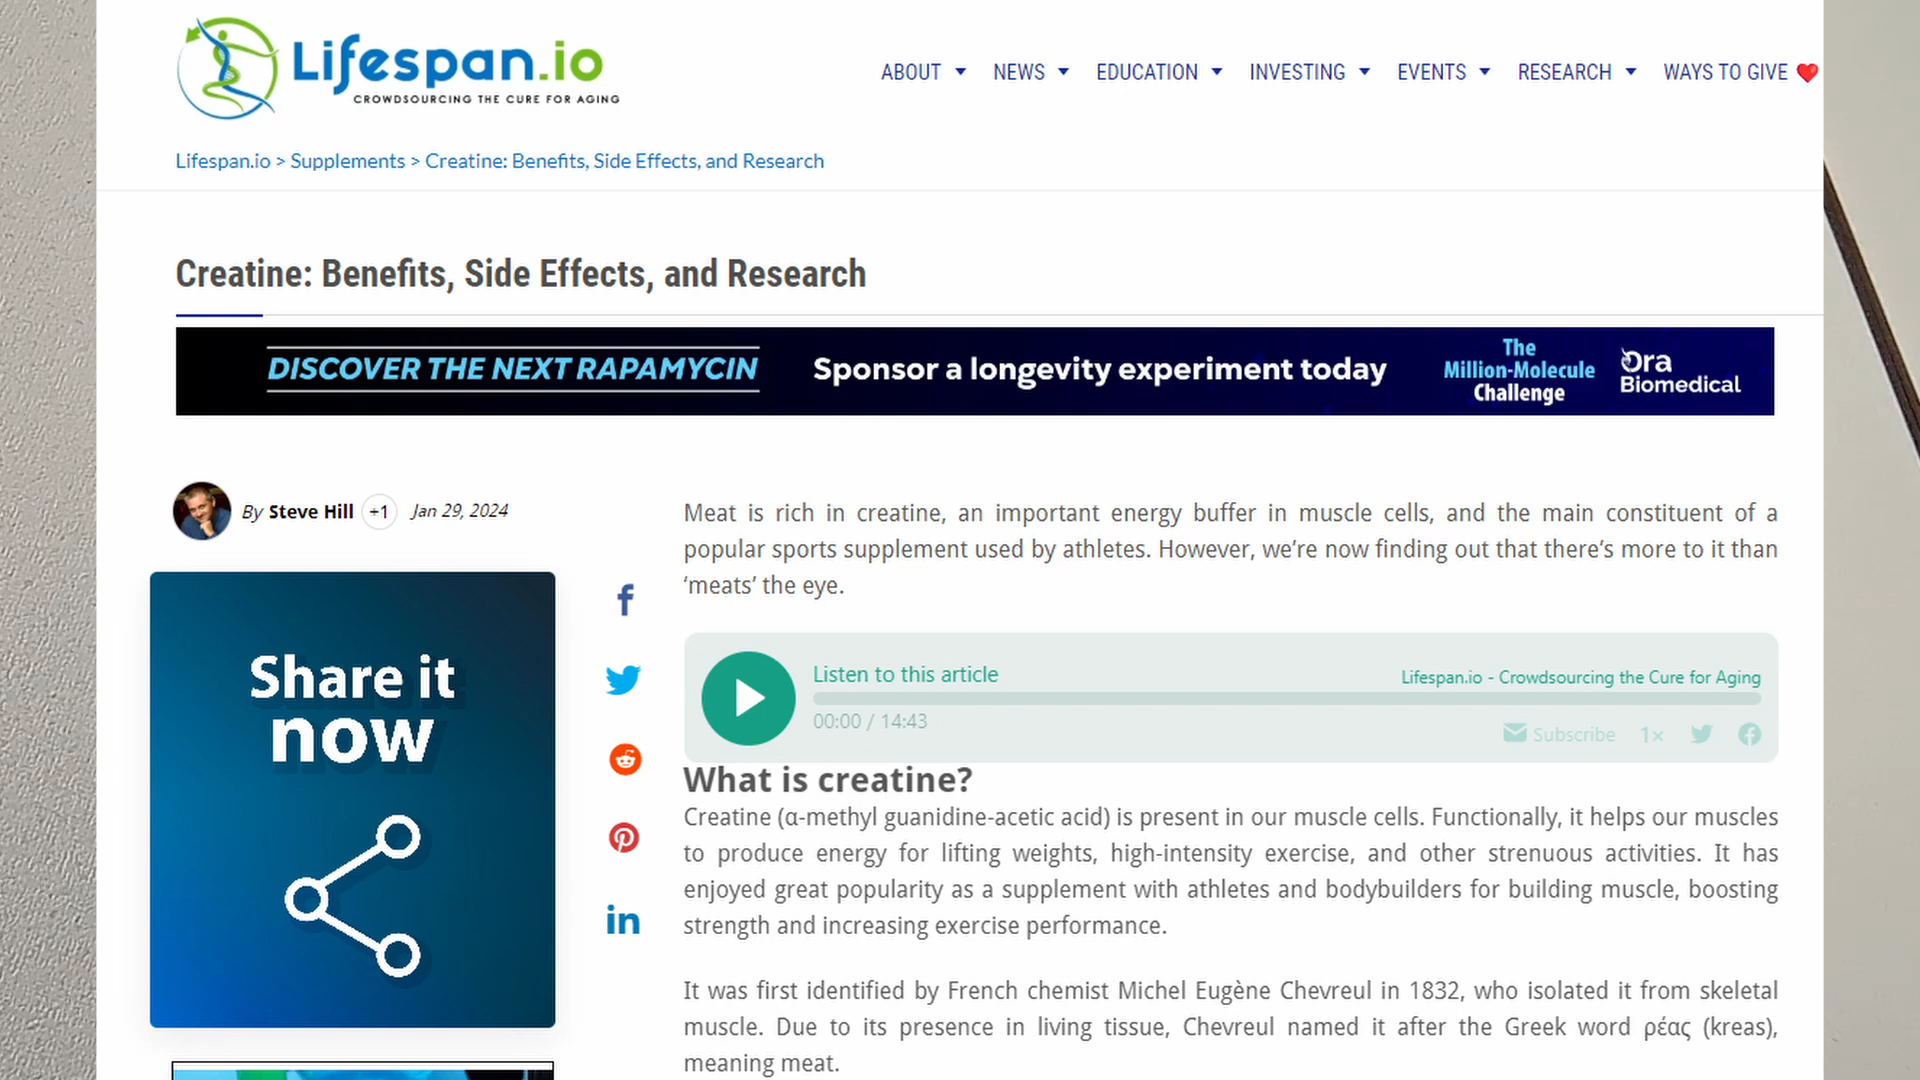 Lifespan.io
CROWDSOURCING THE CURE FOR AGING
ABOUT NEWS EDUCATION INVESTING EVENTS RESEARCH WAYS TO GIVE
Lifespan.io > Supplements > Creatine: Benefits, Side Effects, and Research
Creatine: Benefits, Side Effects, and Research
DISCOVER THE NEXT RAPAMYCIN
Sponsor a longevity experiment today
The
Million-Molecule
Challenge
Ora
Biomedical
By Steve Hill +1 Jan 29, 2024
Share it
now
Meat is rich in creatine, an important energy buffer in muscle cells, and the main constituent of a
popular sports supplement used by athletes. However, we’re now finding out that there’s more to it than
‘meats’ the eye.
Listen to this article
Lifespan.io - Crowdsourcing the Cure for Aging
00:00 / 14:43
Subscribe 1×
What is creatine?
Creatine (α-methyl guanidine-acetic acid) is present in our muscle cells. Functionally, it helps our muscles
to produce energy for lifting weights, high-intensity exercise, and other strenuous activities. It has
enjoyed great popularity as a supplement with athletes and bodybuilders for building muscle, boosting
strength and increasing exercise performance.
It was first identified by French chemist Michel Eugène Chevreul in 1832, who isolated it from skeletal
muscle. Due to its presence in living tissue, Chevreul named it after the Greek word ρέας (kreas),
meaning meat.